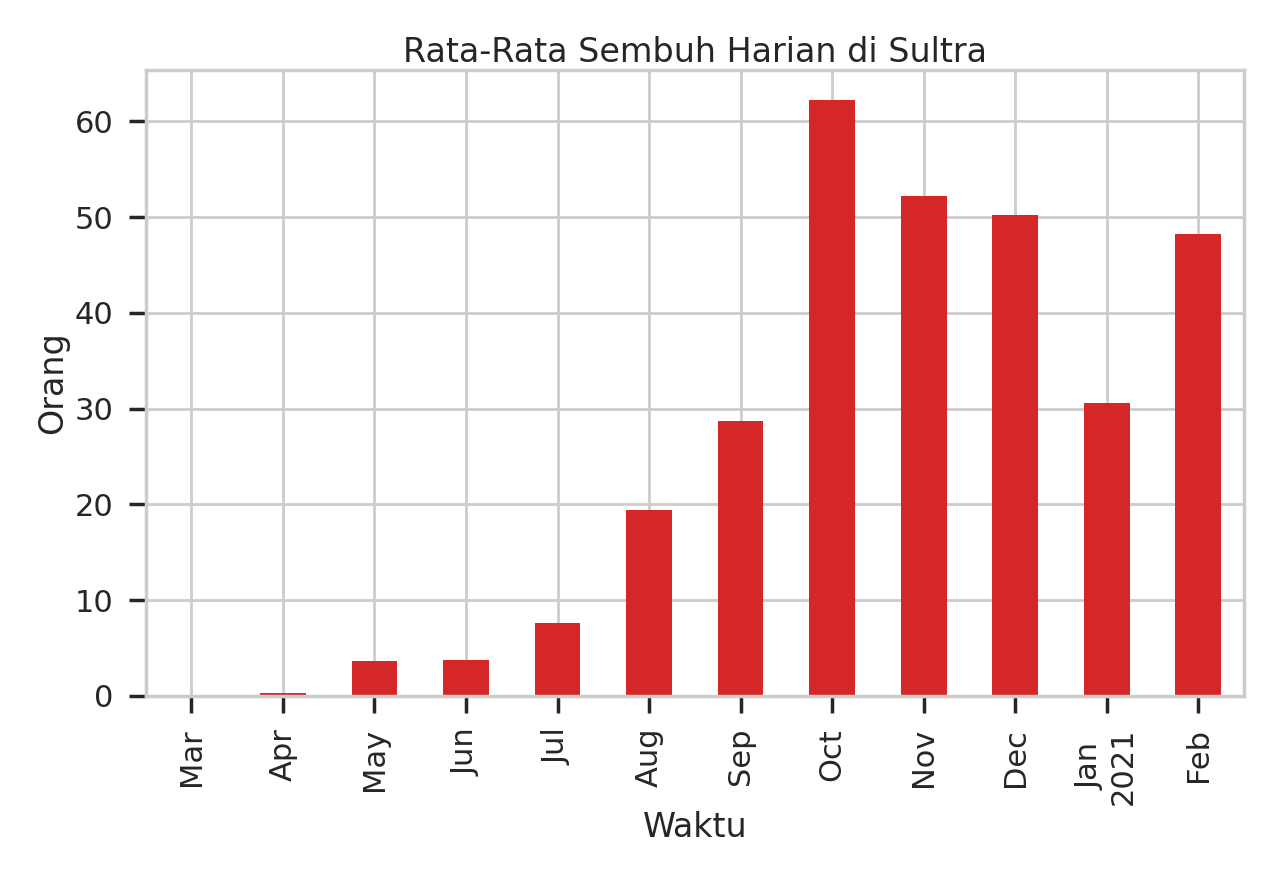 Rata-Rata Sembuh Harian di Sultra
60
50
40
30
20
10
0
Orang
Mar
Apr
May
Jun
Jul
Aug
Sep
Oct
Nov
Dec
Jan
2021
Feb
Waktu